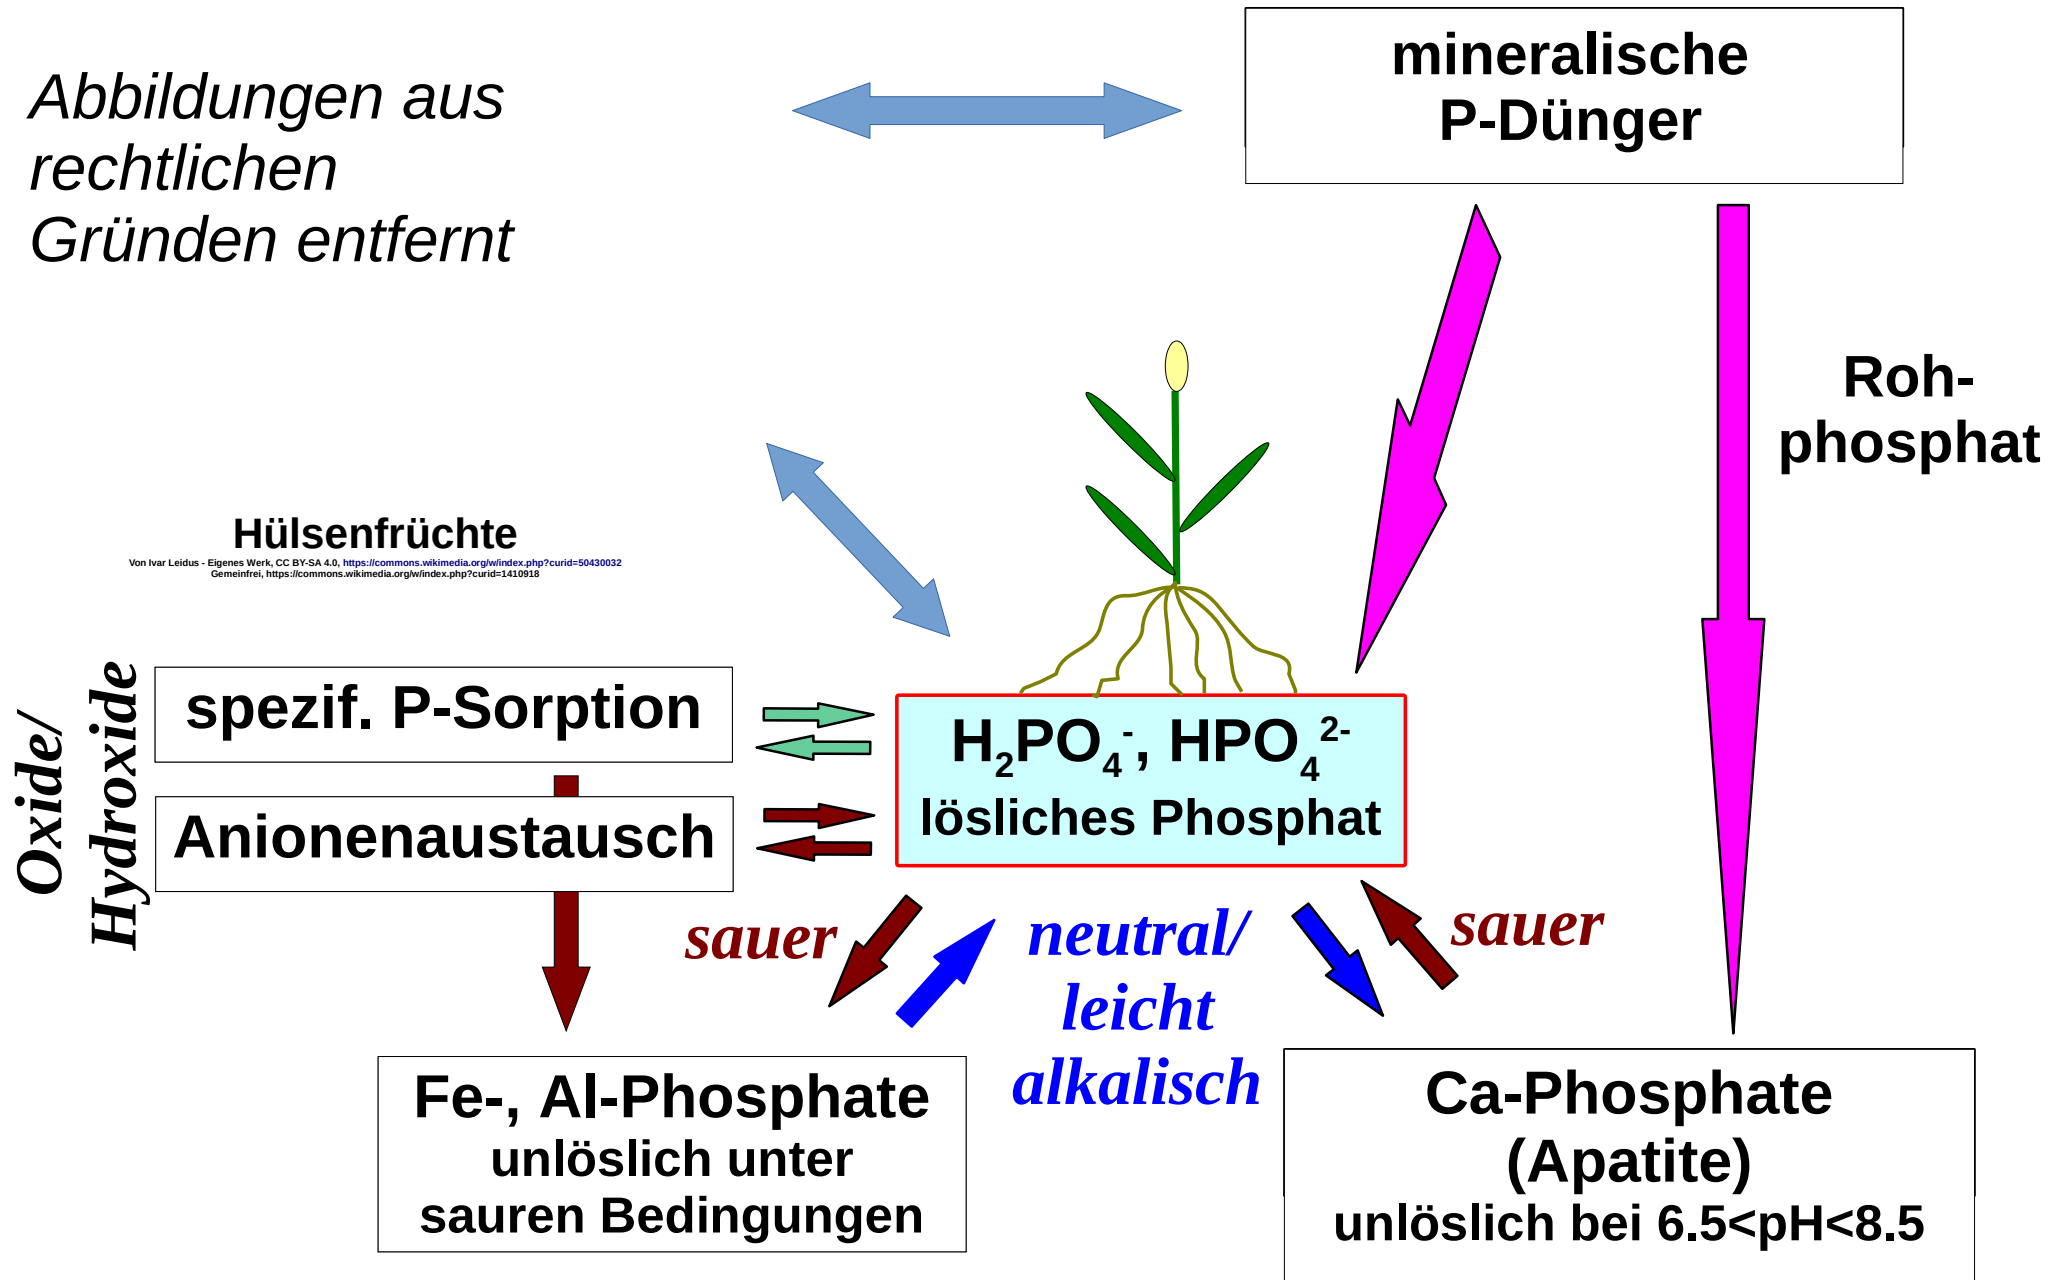 Abbildungen aus
rechtlichen
Gründen entfernt
mineralische
P-Dünger
Roh-
phosphat
Hülsenfrüchte
Von Ivar Leidus - Eigenes Werk, CC BY-SA 4.0, https://commons.wikimedia.org/w/index.php?curid=50430032
Gemeinfrei, https://commons.wikimedia.org/w/index.php?curid=1410918
Oxide/
Hydroxide
spezif. P-Sorption
Anionenaustausch
H₂PO₄⁻, HPO₄²⁻
lösliches Phosphat
sauer
neutral/
leicht
alkalisch
sauer
Fe-, Al-Phosphate
unlöslich unter
sauren Bedingungen
Ca-Phosphate
(Apatite)
unlöslich bei 6.5<pH<8.5